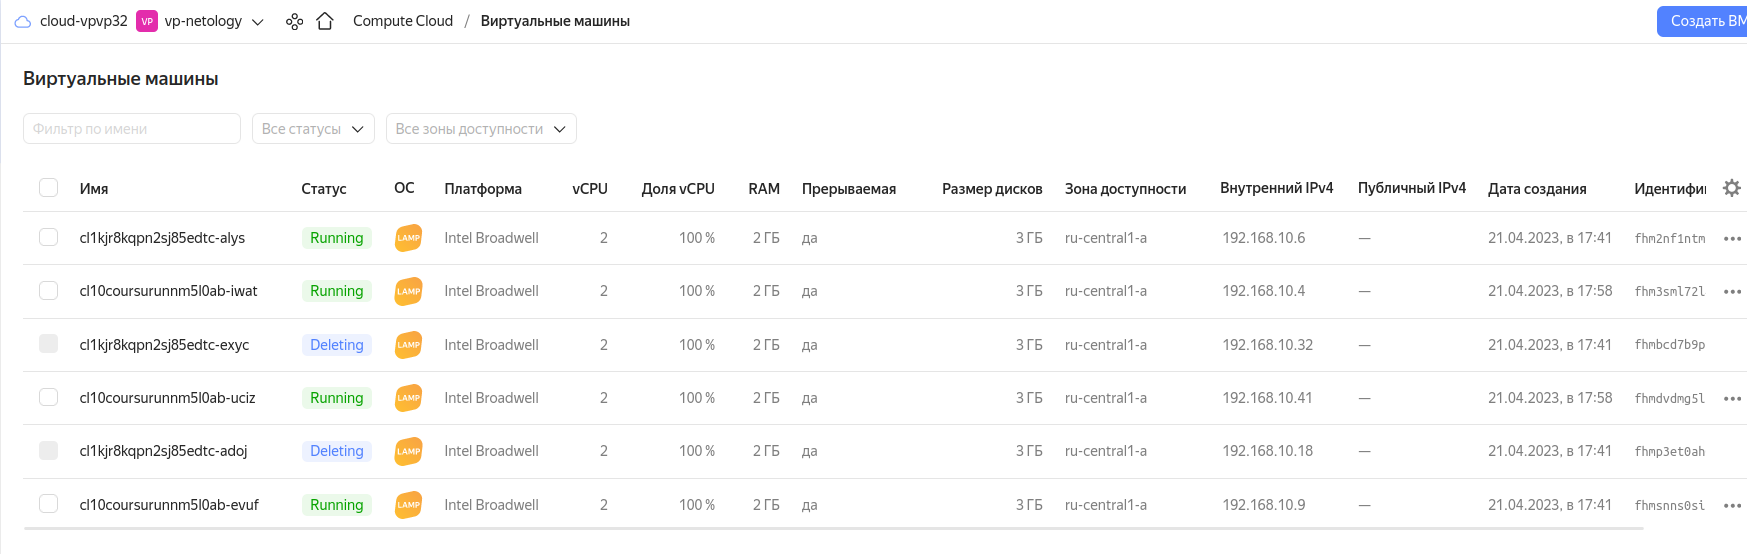 cloud-vpvp32 VP vp-netology Compute Cloud / Виртуальные машины Создать ВМ
Виртуальные машины
Фильтр по имени Все статусы Все зоны доступности
Имя Статус ОС Платформа vCPU Доля vCPU RAM Прерываемая Размер дисков Зона доступности Внутренний IPv4 Публичный IPv4 Дата создания Идентифи
cl1kjr8kqpn2sj85edtc-alys Running LAMP Intel Broadwell 2 100 % 2 ГБ да 3 ГБ ru-central1-a 192.168.10.6 — 21.04.2023, в 17:41 fhm2nf1ntm
cl10coursurunnm5l0ab-iwat Running LAMP Intel Broadwell 2 100 % 2 ГБ да 3 ГБ ru-central1-a 192.168.10.4 — 21.04.2023, в 17:58 fhm3sml72l
cl1kjr8kqpn2sj85edtc-exyc Deleting LAMP Intel Broadwell 2 100 % 2 ГБ да 3 ГБ ru-central1-a 192.168.10.32 — 21.04.2023, в 17:41 fhmbcd7b9p
cl10coursurunnm5l0ab-uciz Running LAMP Intel Broadwell 2 100 % 2 ГБ да 3 ГБ ru-central1-a 192.168.10.41 — 21.04.2023, в 17:58 fhmdvdmg5l
cl1kjr8kqpn2sj85edtc-adoj Deleting LAMP Intel Broadwell 2 100 % 2 ГБ да 3 ГБ ru-central1-a 192.168.10.18 — 21.04.2023, в 17:41 fhmp3et0ah
cl10coursurunnm5l0ab-evuf Running LAMP Intel Broadwell 2 100 % 2 ГБ да 3 ГБ ru-central1-a 192.168.10.9 — 21.04.2023, в 17:41 fhmsnns0si